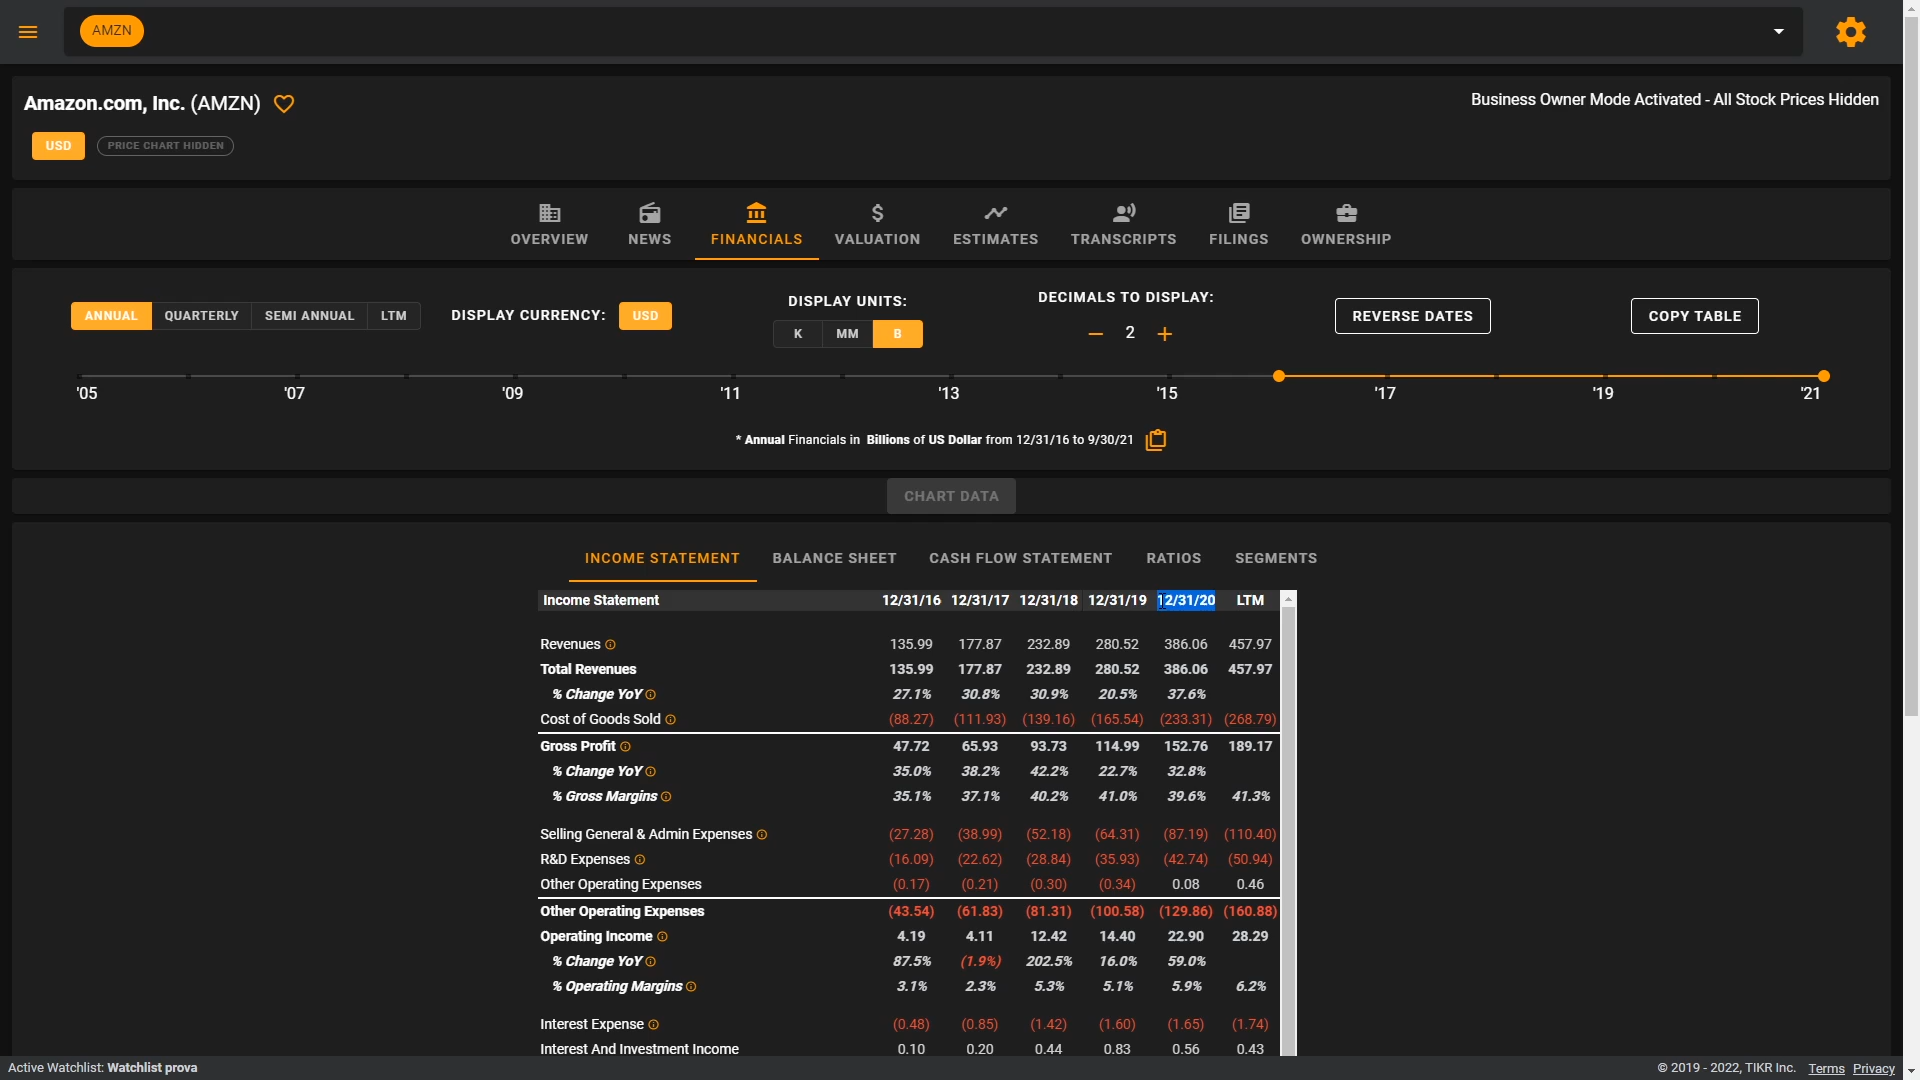 AMZN
Amazon.com, Inc. (AMZN)
Business Owner Mode Activated - All Stock Prices Hidden
USD PRICE CHART HIDDEN
OVERVIEW NEWS FINANCIALS VALUATION ESTIMATES TRANSCRIPTS FILINGS OWNERSHIP
ANNUAL QUARTERLY SEMI ANNUAL LTM DISPLAY CURRENCY: USD
DISPLAY UNITS:
K MM B
DECIMALS TO DISPLAY:
2
REVERSE DATES
COPY TABLE
'05 '07 '09 '11 '13 '15 '17 '19 '21
* Annual Financials in Billions of US Dollar from 12/31/16 to 9/30/21
CHART DATA
INCOME STATEMENT BALANCE SHEET CASH FLOW STATEMENT RATIOS SEGMENTS
Income Statement 12/31/16 12/31/17 12/31/18 12/31/19 12/31/20 LTM
Revenues 135.99 177.87 232.89 280.52 386.06 457.97
Total Revenues 135.99 177.87 232.89 280.52 386.06 457.97
% Change YoY 27.1% 30.8% 30.9% 20.5% 37.6%
Cost of Goods Sold (88.27) (111.93) (139.16) (165.54) (233.31) (268.79)
Gross Profit 47.72 65.93 93.73 114.99 152.76 189.17
% Change YoY 35.0% 38.2% 42.2% 22.7% 32.8%
% Gross Margins 35.1% 37.1% 40.2% 41.0% 39.6% 41.3%
Selling General & Admin Expenses (27.28) (38.99) (52.18) (64.31) (87.19) (110.40)
R&D Expenses (16.09) (22.62) (28.84) (35.93) (42.74) (50.94)
Other Operating Expenses (0.17) (0.21) (0.30) (0.34) 0.08 0.46
Other Operating Expenses (43.54) (61.83) (81.31) (100.58) (129.86) (160.88)
Operating Income 4.19 4.11 12.42 14.40 22.90 28.29
% Change YoY 87.5% (1.9%) 202.5% 16.0% 59.0%
% Operating Margins 3.1% 2.3% 5.3% 5.1% 5.9% 6.2%
Interest Expense (0.48) (0.85) (1.42) (1.60) (1.65) (1.74)
Interest And Investment Income 0.10 0.20 0.44 0.83 0.56 0.43
Active Watchlist: Watchlist prova
© 2019 - 2022, TIKR Inc. Terms Privacy